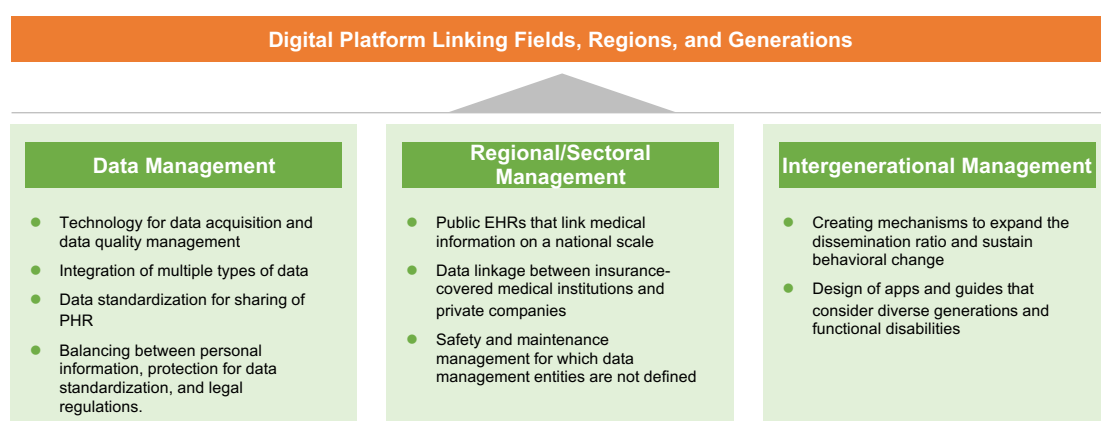 Digital Platform Linking Fields, Regions, and Generations
Data Management
Technology for data acquisition and
data quality management
Integration of multiple types of data
Data standardization for sharing of
PHR
Balancing between personal
information, protection for data
standardization, and legal
regulations.
Regional/Sectoral
Management
Public EHRs that link medical
information on a national scale
Data linkage between insurance-
covered medical institutions and
private companies
Safety and maintenance
management for which data
management entities are not defined
Intergenerational Management
Creating mechanisms to expand the
dissemination ratio and sustain
behavioral change
Design of apps and guides that
consider diverse generations and
functional disabilities